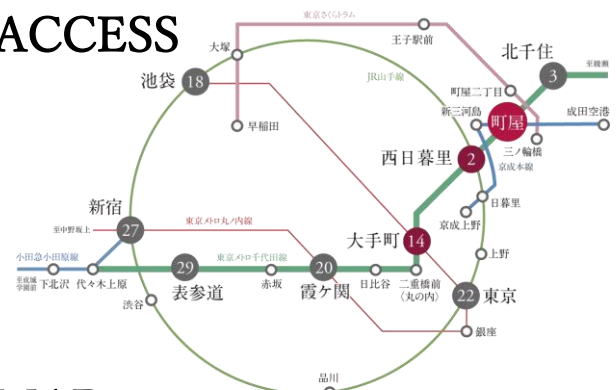 ACCESS
東京さくらトラム
大塚
王子駅前
北千住
3
至綾瀬
池袋
18
JR山手線
町屋二丁目
新三河島
町屋
成田空港
早稲田
三ノ輪橋
西日暮里
2
京成本線
日暮里
京成上野
新宿
27
至中野坂上
東京メトロ丸ノ内線
大手町
14
上野
小田急小田原線
東京メトロ千代田線
至成城
学園前
下北沢
代々木上原
29
表参道
赤坂
20
霞ケ関
日比谷
二重橋前
〈丸の内〉
22
東京
渋谷
銀座
品川